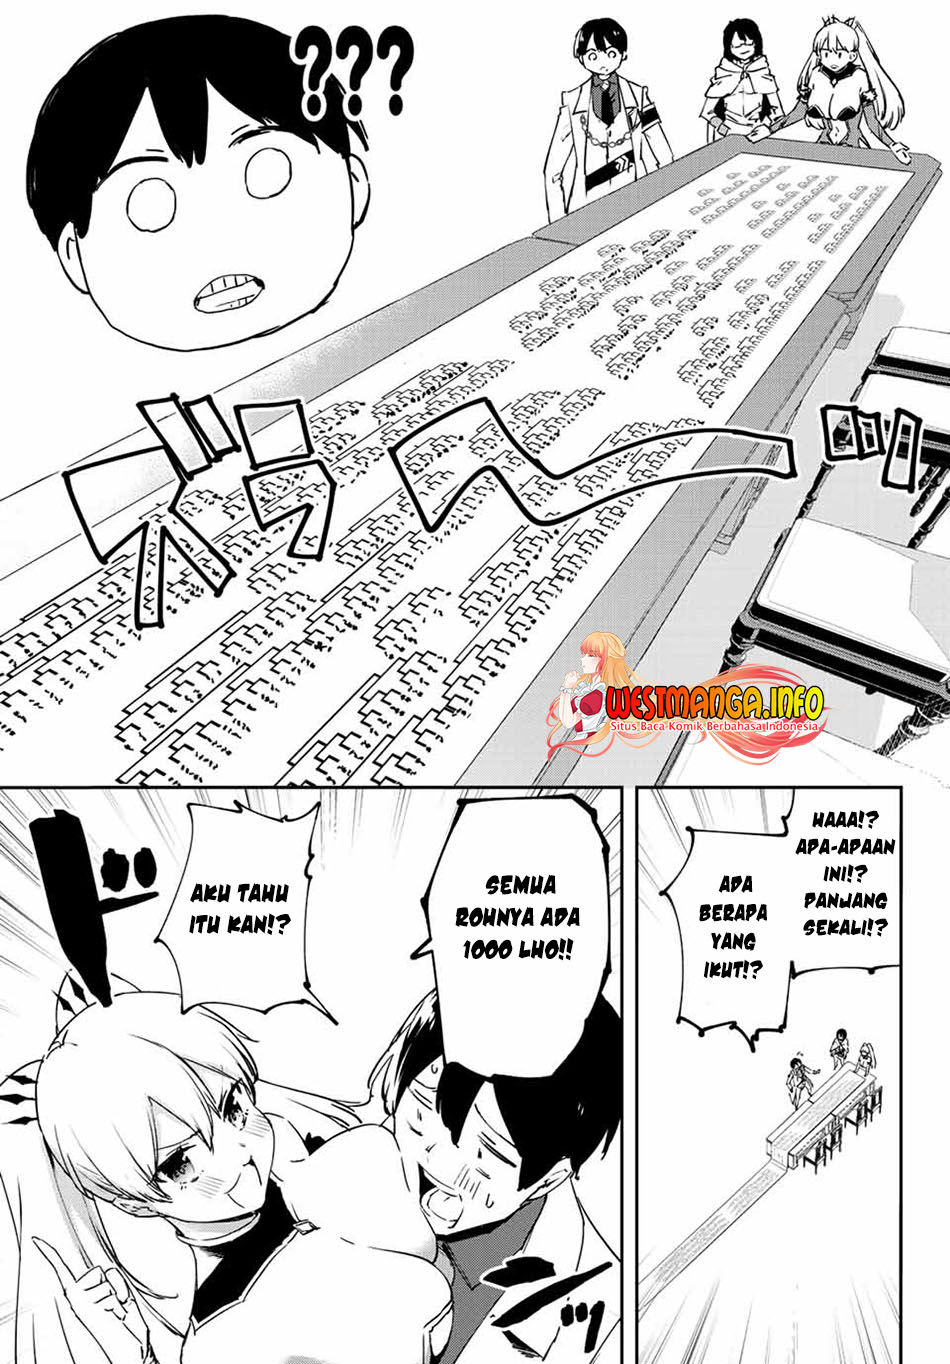 ???
ズラ〜ッ
WESTMANGA.INFO
Situs Baca Komik Berbahasa Indonesia
HAAA!?
APA-APAAN
INI!?
PANJANG
SEKALI!?
ADA
BERAPA
YANG
IKUT!?
SEMUA
ROHNYA ADA
1000 LHO!!
AKU TAHU
ITU KAN!?